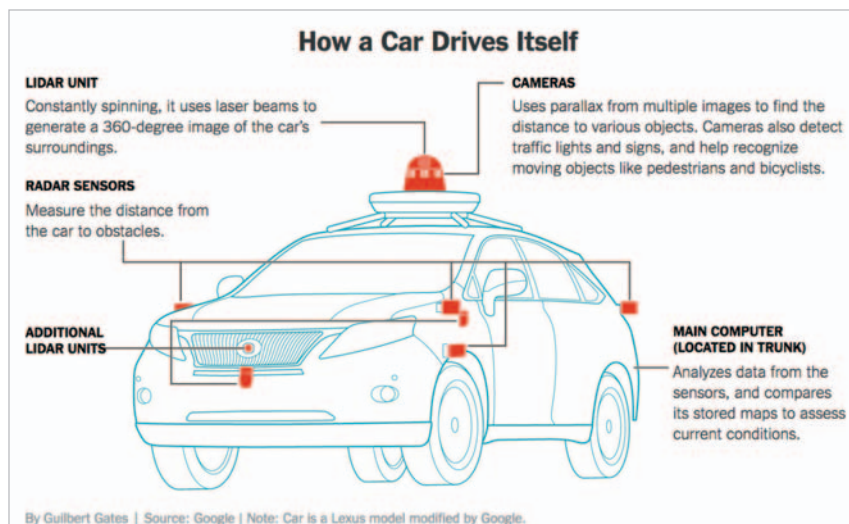 How a Car Drives Itself
LIDAR UNIT
Constantly spinning, it uses laser beams to
generate a 360-degree image of the car's
surroundings.
CAMERAS
Uses parallax from multiple images to find the
distance to various objects. Cameras also detect
traffic lights and signs, and help recognize
moving objects like pedestrians and bicyclists.
RADAR SENSORS
Measure the distance from
the car to obstacles.
ADDITIONAL
LIDAR UNITS
MAIN COMPUTER
(LOCATED IN TRUNK)
Analyzes data from the
sensors, and compares
its stored maps to assess
current conditions.
By Guilbert Gates | Source: Google | Note: Car is a Lexus model modified by Google.